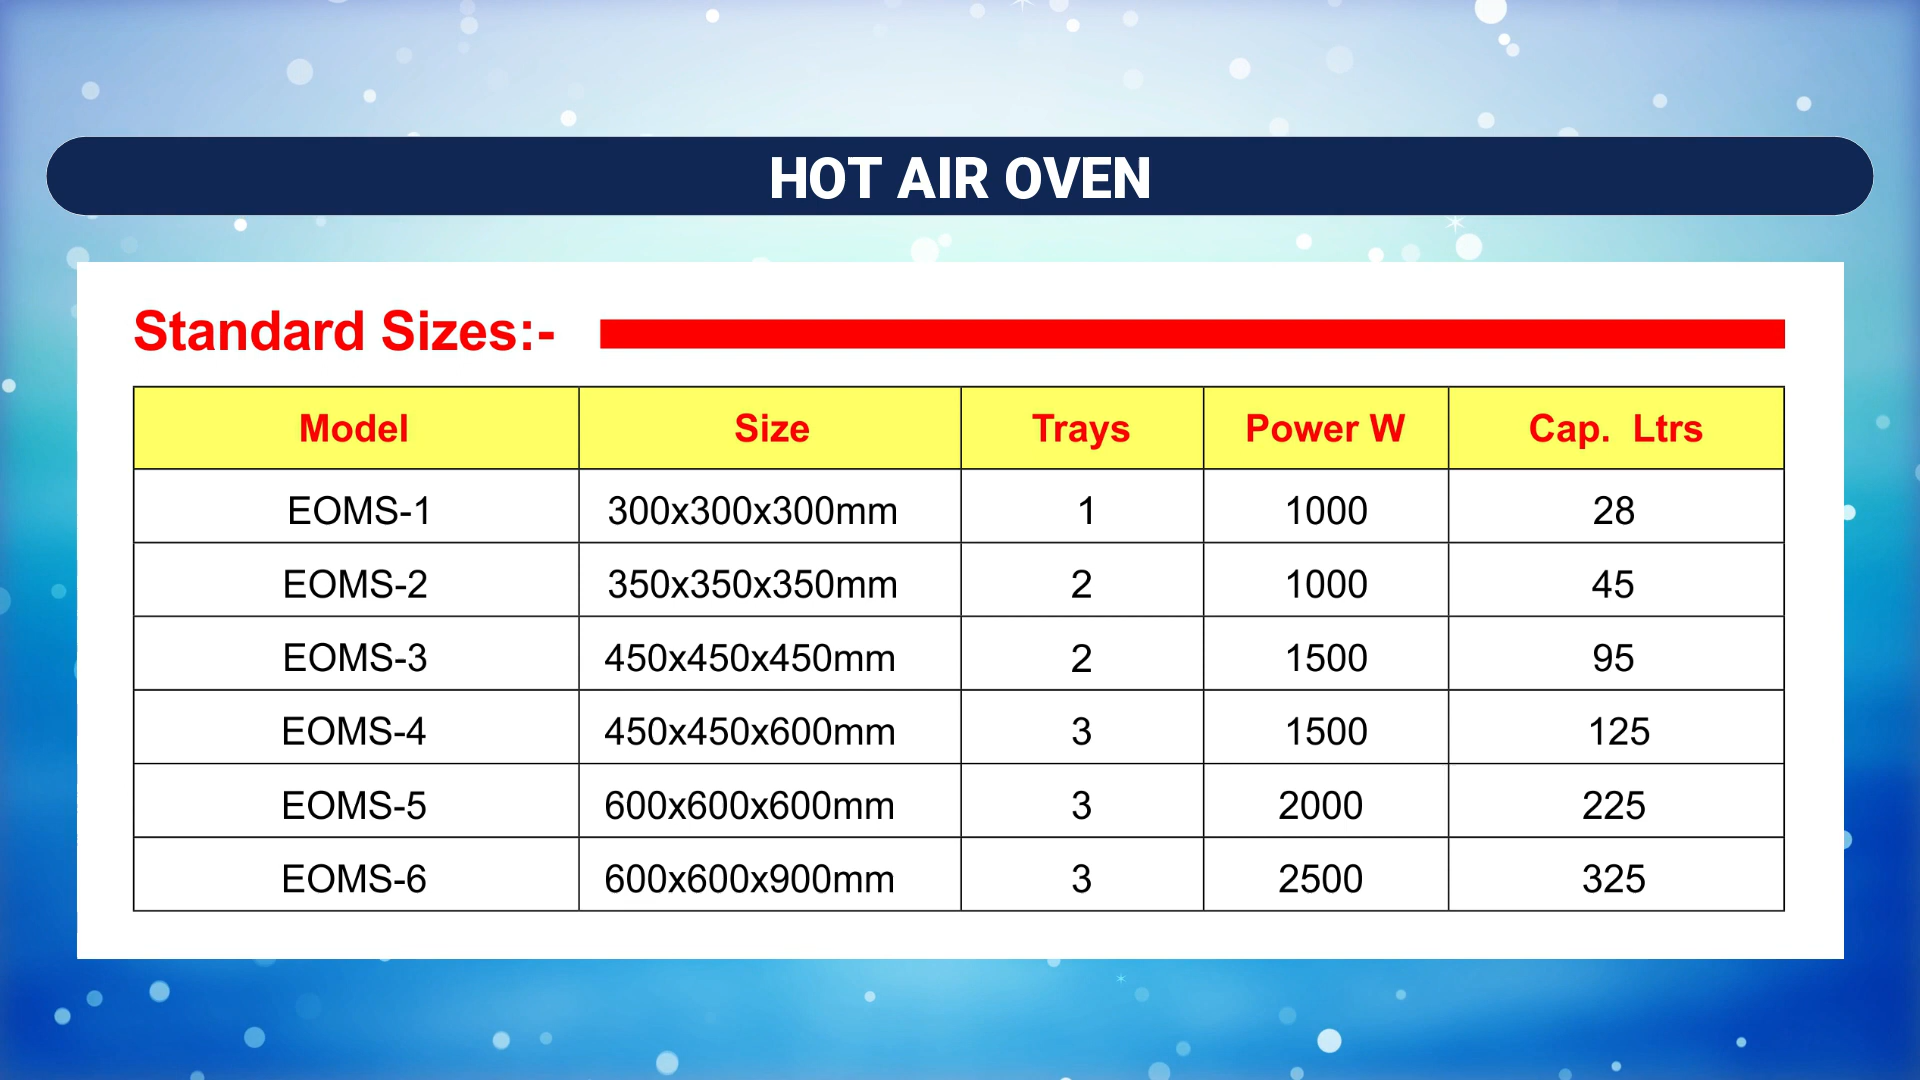 HOT AIR OVEN
Standard Sizes:-
Model Size Trays Power W Cap. Ltrs
EOMS-1 300x300x300mm 1 1000 28
EOMS-2 350x350x350mm 2 1000 45
EOMS-3 450x450x450mm 2 1500 95
EOMS-4 450x450x600mm 3 1500 125
EOMS-5 600x600x600mm 3 2000 225
EOMS-6 600x600x900mm 3 2500 325